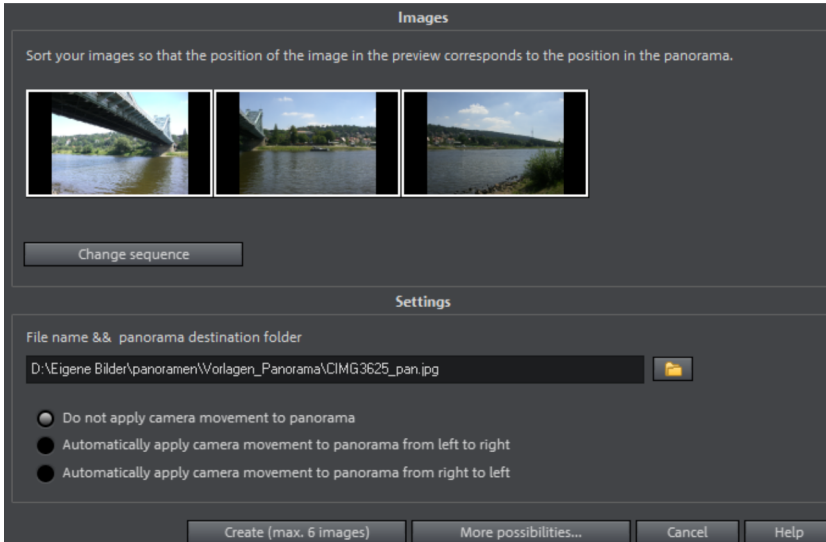 Images
Sort your images so that the position of the image in the preview corresponds to the position in the panorama.
Change sequence
Settings
File name && panorama destination folder
D:\Eigene Bilder\panoramen\Vorlagen_Panorama\CIMG3625_pan.jpg
Do not apply camera movement to panorama
Automatically apply camera movement to panorama from left to right
Automatically apply camera movement to panorama from right to left
Create (max. 6 images)
More possibilities...
Cancel
Help